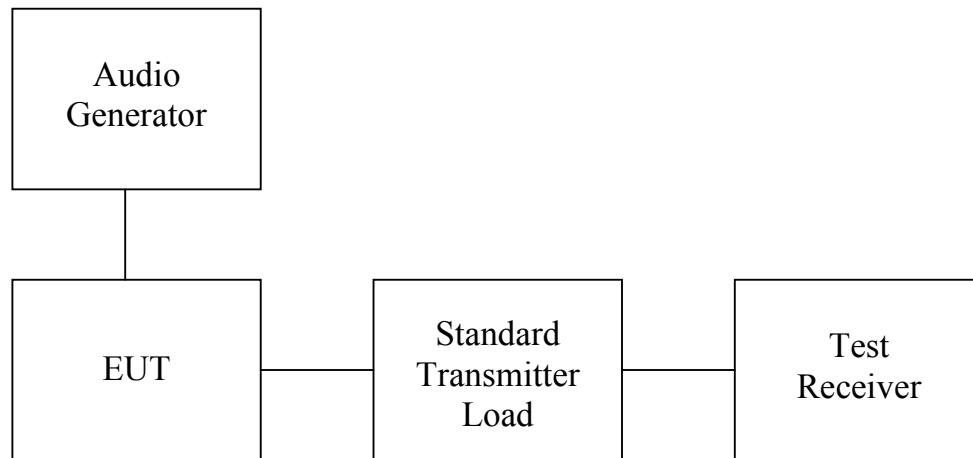 Audio
Generator
EUT
Standard
Transmitter
Load
Test
Receiver